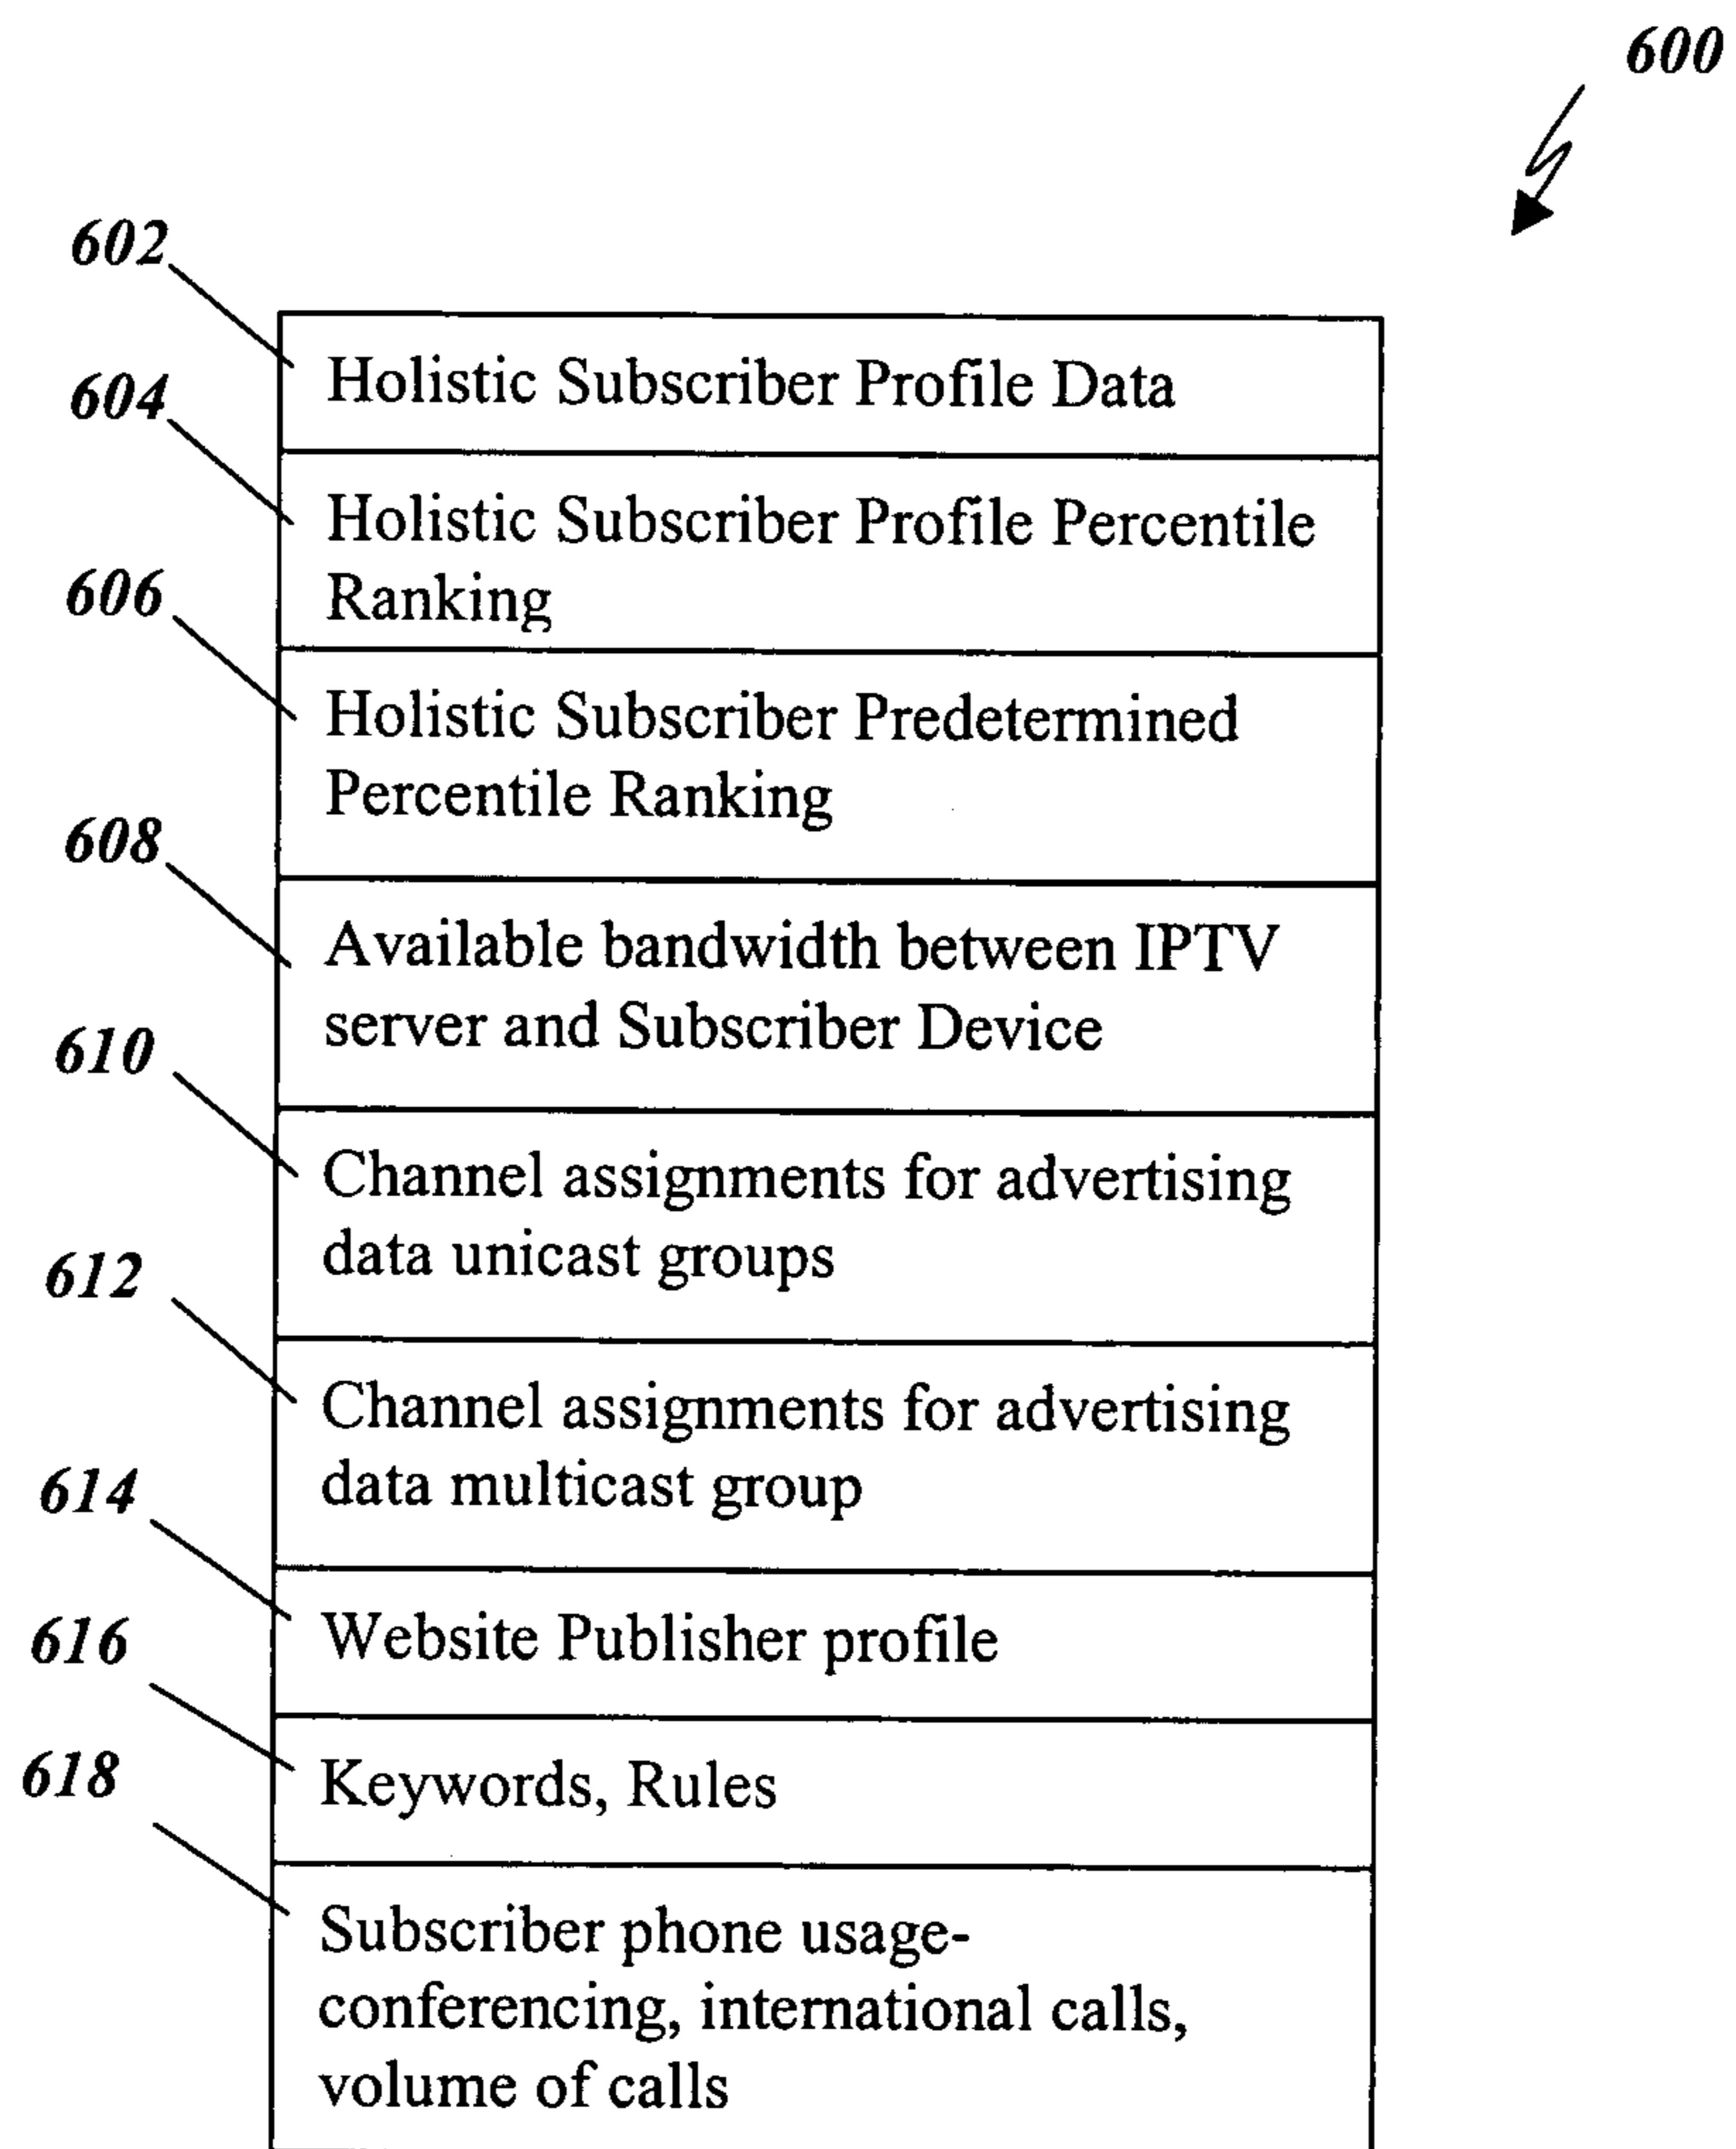 600
602
Holistic Subscriber Profile Data
604
Holistic Subscriber Profile Percentile
Ranking
606
Holistic Subscriber Predetermined
Percentile Ranking
608
Available bandwidth between IPTV
server and Subscriber Device
610
Channel assignments for advertising
data unicast groups
612
Channel assignments for advertising
data multicast group
614
Website Publisher profile
616
Keywords, Rules
618
Subscriber phone usage-
conferencing, international calls,
volume of calls